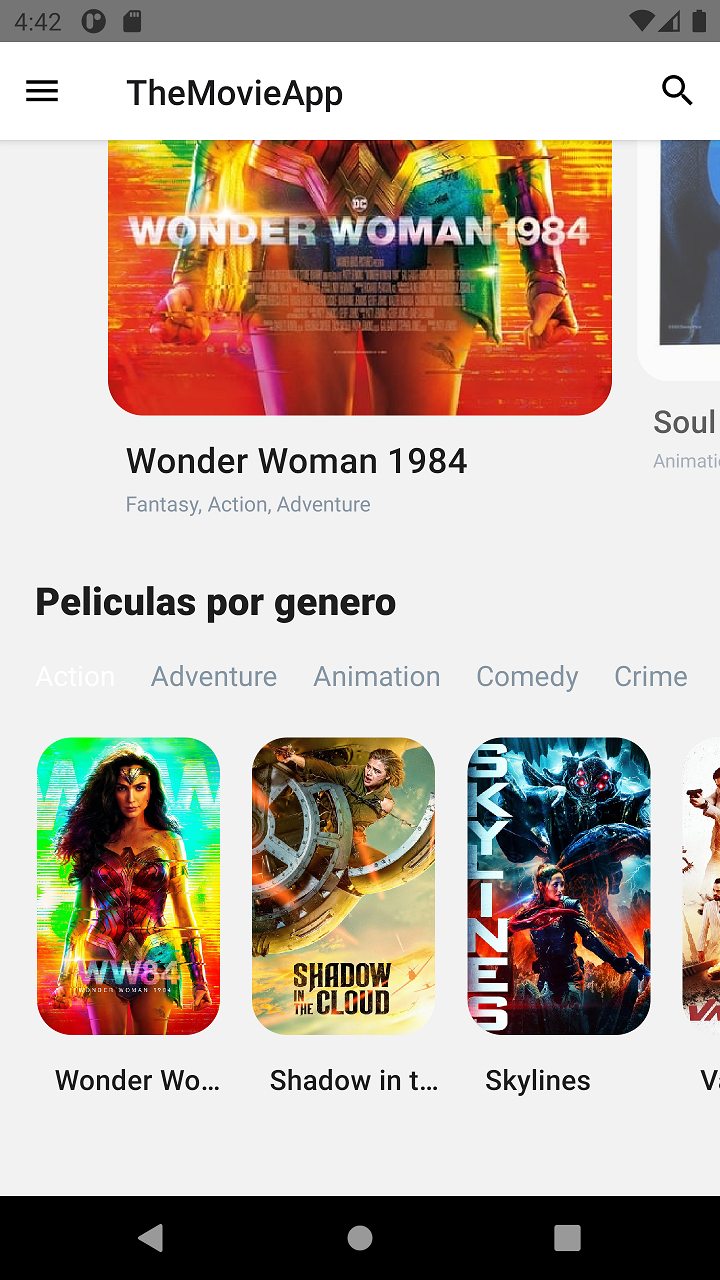 4:42
TheMovieApp
DC
WONDER WOMAN 1984
Soul
Wonder Woman 1984
Animati
Fantasy, Action, Adventure
Peliculas por genero
Action Adventure Animation Comedy Crime
WW84
WONDER WOMAN 1984
SHADOW
IN THE CLOUD
SKYLINES
Wonder Wo... Shadow in t... Skylines